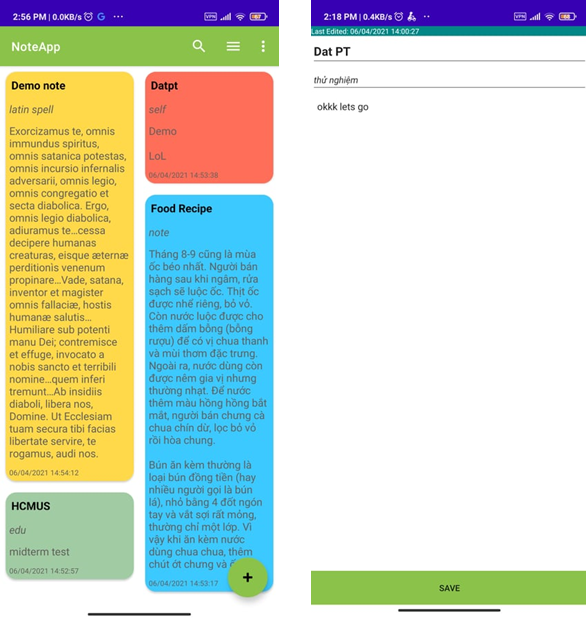 2:56 PM | 0.0KB/s G ... VPN 67
NoteApp
Demo note
latin spell
Exorcizamus te, omnis
immundus spiritus,
omnis satanica potestas,
omnis incursio infernalis
adversarii, omnis legio,
omnis congregatio et
secta diabolica. Ergo,
omnis legio diabolica,
adiuramus te…cessa
decipere humanas
creaturas, eisque æternæ
perditionìs venenum
propinare…Vade, satana,
inventor et magister
omnis fallaciæ, hostis
humanæ salutis…
Humiliare sub potenti
manu Dei; contremisce
et effuge, invocato a
nobis sancto et terribili
nomine…quem inferi
tremunt…Ab insidiis
diaboli, libera nos,
Domine. Ut Ecclesiam
tuam secura tibi facias
libertate servire, te
rogamus, audi nos.
06/04/2021 14:54:12
HCMUS
edu
midterm test
06/04/2021 14:52:57
Datpt
self
Demo
LoL
06/04/2021 14:53:38
Food Recipe
note
Tháng 8-9 cũng là mùa
ốc béo nhất. Người bán
hàng sau khi ngâm, rửa
sạch sẽ luộc ốc. Thịt ốc
được nhể riêng, bỏ vỏ.
Còn nước luộc được cho
thêm dấm bỗng (bỗng
rượu) để có vị chua thanh
và mùi thơm đặc trưng.
Ngoài ra, nước dùng còn
được nêm gia vị nhưng
thường nhạt. Để nước
thêm màu hồng hồng bắt
mắt, người bán chưng cà
chua chín dừ, lọc bỏ vỏ
rồi hòa chung.
Bún ăn kèm thường là
loại bún đồng tiền (hay
nhiều người gọi là bún
lá), nhỏ bằng 4 đốt ngón
tay và vắt sợi rất mỏng,
thường chỉ một lớp. Vì
vậy khi ăn kèm nước
dùng chua chua, thêm
chút ớt chưng và
06/04/2021 14:53:17
+
2:18 PM | 0.4KB/s VPN 68
Last Edited: 06/04/2021 14:00:27
Dat PT
thử nghiệm
okkk lets go
SAVE